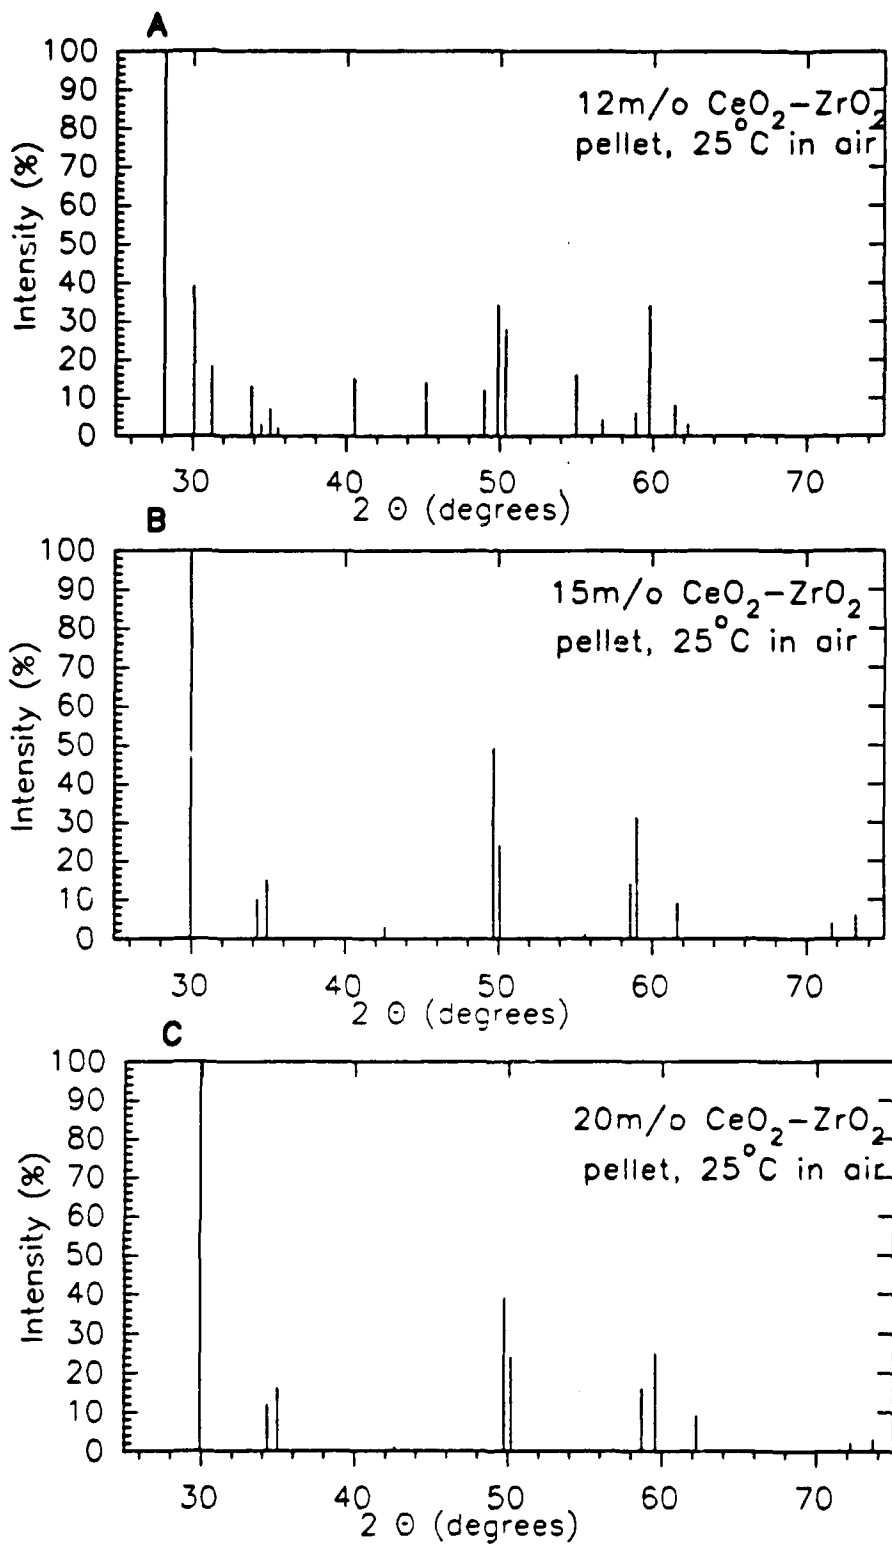 A
100
90
80
70
60
50
40
30
20
10
0
Intensity (%)
12m/o CeO₂–ZrO₂
pellet, 25°C in air
30 40 50 60 70
2 Θ (degrees)
B
100
90
80
70
60
50
40
30
20
10
0
Intensity (%)
15m/o CeO₂–ZrO₂
pellet, 25°C in air
30 40 50 60 70
2 Θ (degrees)
C
100
90
80
70
60
50
40
30
20
10
0
Intensity (%)
20m/o CeO₂–ZrO₂
pellet, 25°C in air
30 40 50 60 70
2 Θ (degrees)